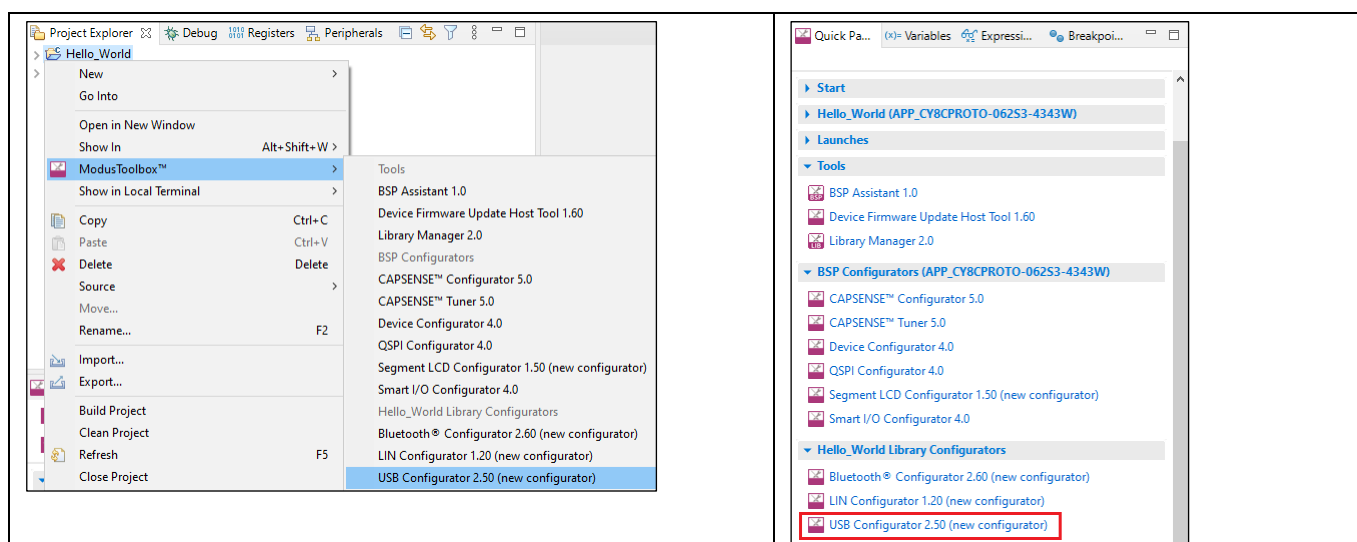 Project Explorer Debug Registers Peripherals
Hello_World
New
Go Into
Open in New Window
Show In Alt+Shift+W
ModusToolbox™
Show in Local Terminal
Copy Ctrl+C
Paste Ctrl+V
Delete Delete
Source
Move...
Rename... F2
Import...
Export...
Build Project
Clean Project
Refresh F5
Close Project
Tools
BSP Assistant 1.0
Device Firmware Update Host Tool 1.60
Library Manager 2.0
BSP Configurators
CAPSENSE™ Configurator 5.0
CAPSENSE™ Tuner 5.0
Device Configurator 4.0
QSPI Configurator 4.0
Segment LCD Configurator 1.50 (new configurator)
Smart I/O Configurator 4.0
Hello_World Library Configurators
Bluetooth® Configurator 2.60 (new configurator)
LIN Configurator 1.20 (new configurator)
USB Configurator 2.50 (new configurator)
Quick Pa... (x)= Variables Expressi... Breakpoi...
Start
Hello_World (APP_CY8CPROTO-062S3-4343W)
Launches
Tools
BSP Assistant 1.0
Device Firmware Update Host Tool 1.60
Library Manager 2.0
BSP Configurators (APP_CY8CPROTO-062S3-4343W)
CAPSENSE™ Configurator 5.0
CAPSENSE™ Tuner 5.0
Device Configurator 4.0
QSPI Configurator 4.0
Segment LCD Configurator 1.50 (new configurator)
Smart I/O Configurator 4.0
Hello_World Library Configurators
Bluetooth® Configurator 2.60 (new configurator)
LIN Configurator 1.20 (new configurator)
USB Configurator 2.50 (new configurator)